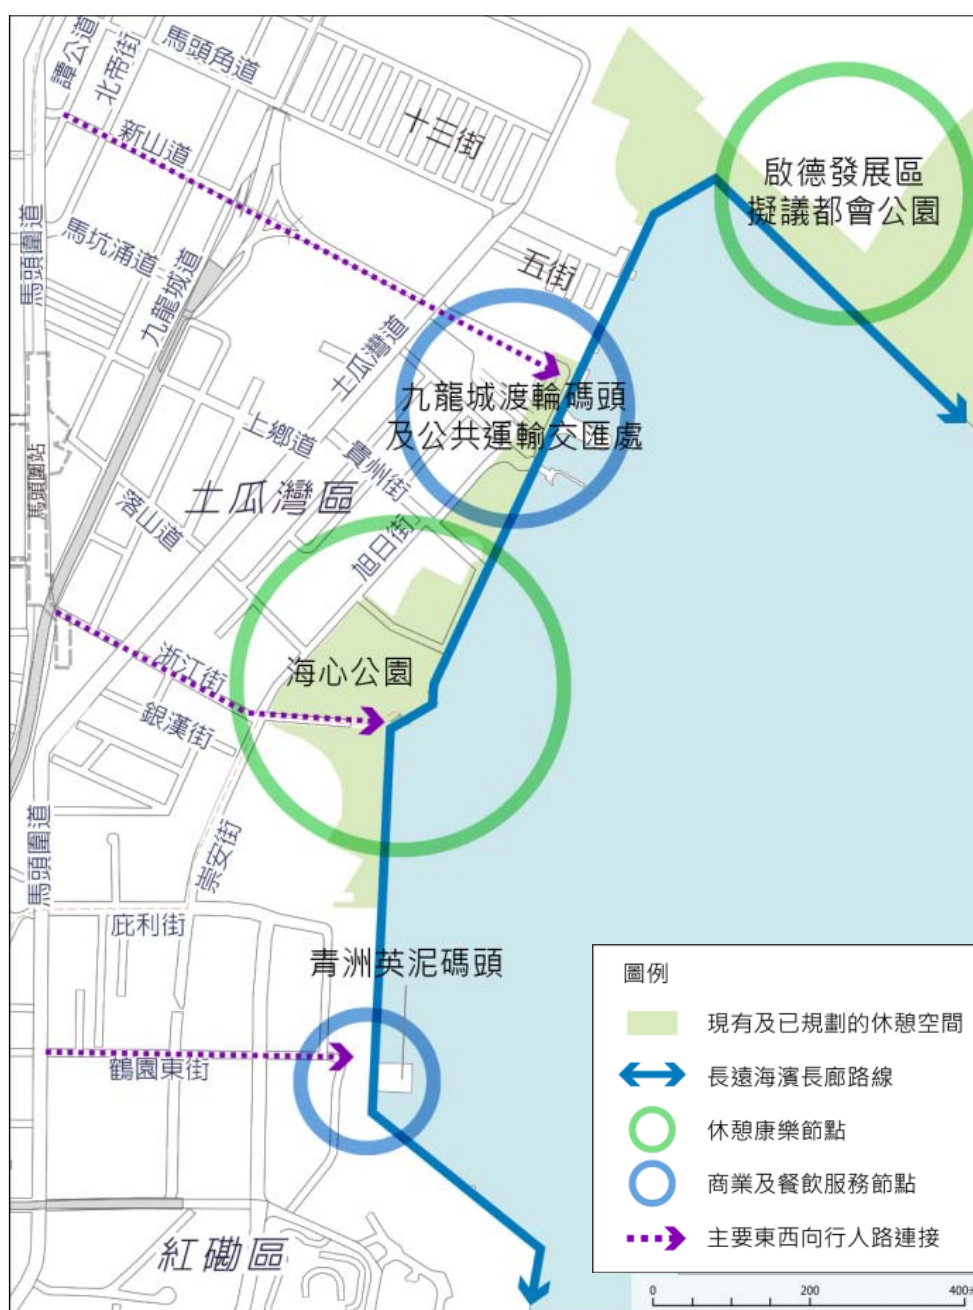 譚公道
北帝街
馬頭角道
新山道
十三街
啟德發展區
擬議都會公園
馬頭圍道
馬坑涌道
九龍城道
五街
土瓜灣道
九龍城渡輪碼頭
及公共運輸交匯處
上鄉道
貴州街
馬頭圍站
土瓜灣區
落山道
旭日街
浙江街
海心公園
銀漢街
馬頭圍道
崇安街
庇利街
青洲英泥碼頭
鶴園東街
紅磡區
圖例
現有及已規劃的休憩空間
長遠海濱長廊路線
休憩康樂節點
商業及餐飲服務節點
主要東西向行人路連接
0 200 400